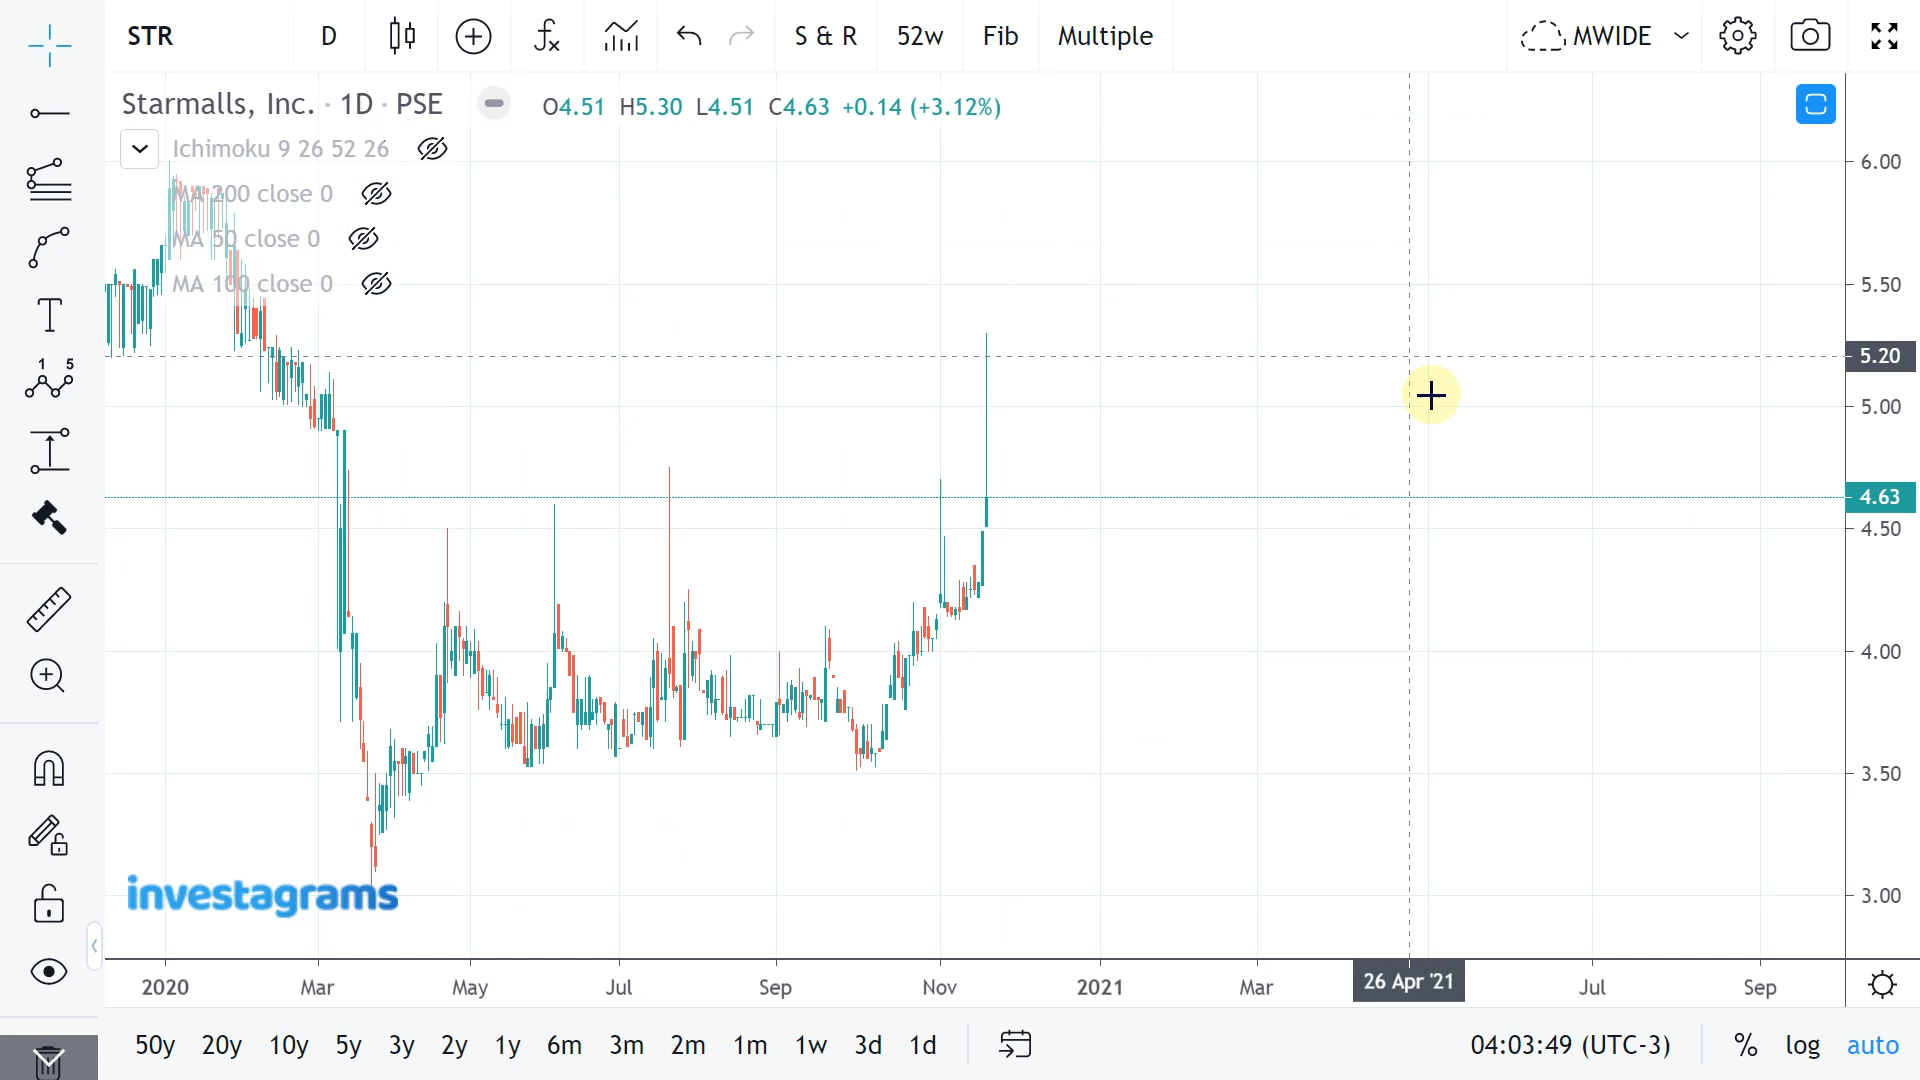 STR D S & R 52w Fib Multiple MWIDE
Starmalls, Inc. · 1D · PSE O4.51 H5.30 L4.51 C4.63 +0.14 (+3.12%)
Ichimoku 9 26 52 26
MA 200 close 0
MA 50 close 0
MA 100 close 0
1 5
6.00
5.50
5.20
5.00
4.63
4.50
4.00
3.50
3.00
investagrams
2020 Mar May Jul Sep Nov 2021 Mar 26 Apr '21 Jul Sep
50y 20y 10y 5y 3y 2y 1y 6m 3m 2m 1m 1w 3d 1d 04:03:49 (UTC-3) % log auto